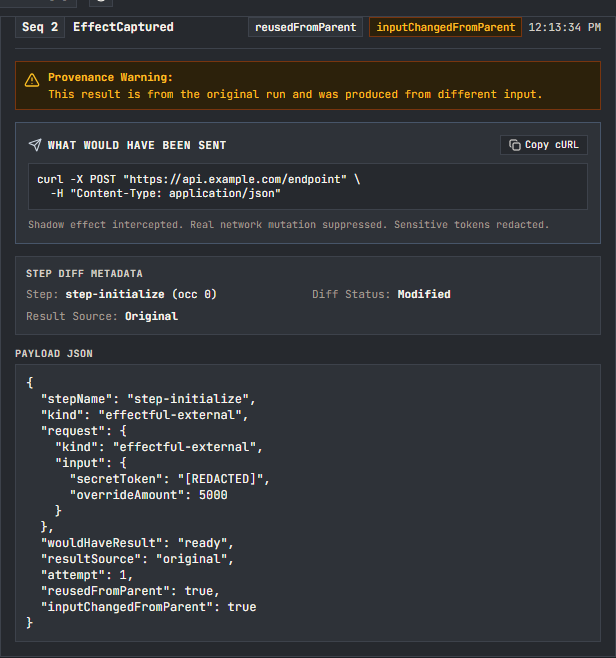 Seq 2 EffectCaptured reusedFromParent inputChangedFromParent 12:13:34 PM
Provenance Warning:
This result is from the original run and was produced from different input.
WHAT WOULD HAVE BEEN SENT Copy cURL
curl -X POST "https://api.example.com/endpoint" \
-H "Content-Type: application/json"
Shadow effect intercepted. Real network mutation suppressed. Sensitive tokens redacted.
STEP DIFF METADATA
Step: step-initialize (occ 0) Diff Status: Modified
Result Source: Original
PAYLOAD JSON
{
  "stepName": "step-initialize",
  "kind": "effectful-external",
  "request": {
    "kind": "effectful-external",
    "input": {
      "secretToken": "[REDACTED]",
      "overrideAmount": 5000
    }
  },
  "wouldHaveResult": "ready",
  "resultSource": "original",
  "attempt": 1,
  "reusedFromParent": true,
  "inputChangedFromParent": true
}